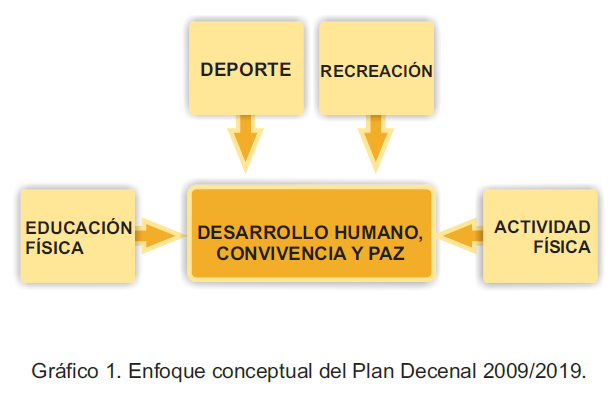 DEPORTE
RECREACIÓN
EDUCACIÓN
FÍSICA
DESARROLLO HUMANO,
CONVIVENCIA Y PAZ
ACTIVIDAD
FÍSICA
Gráfico 1. Enfoque conceptual del Plan Decenal 2009/2019.